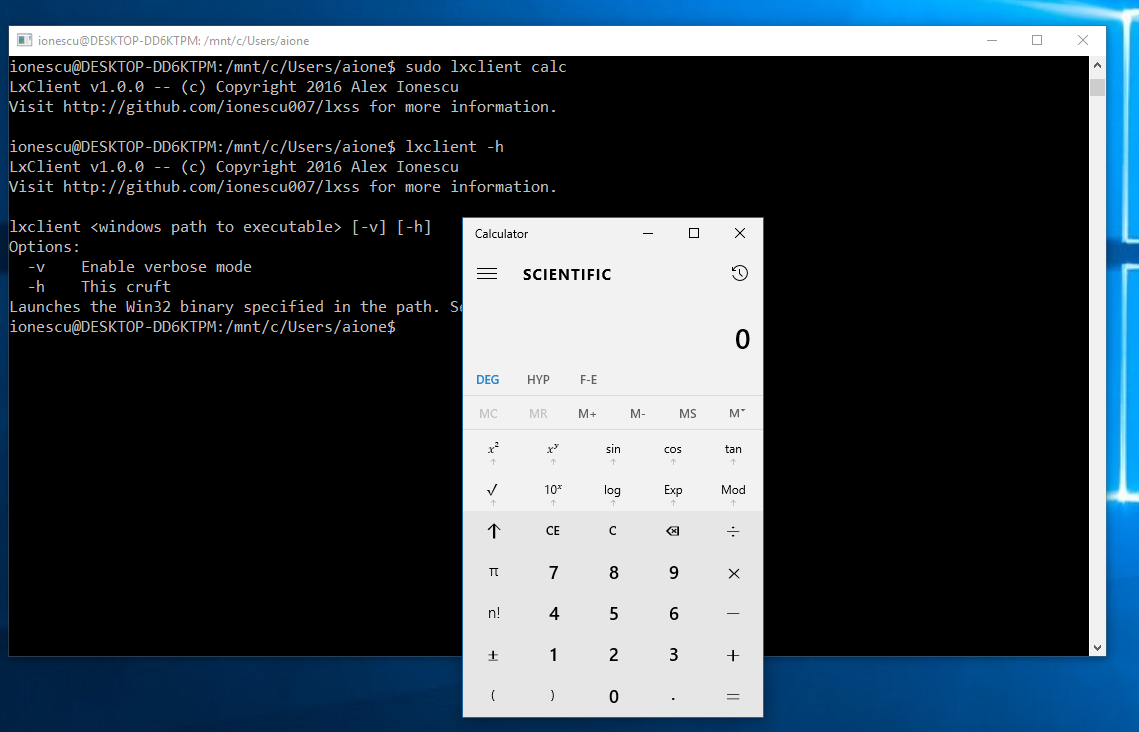 ionescu@DESKTOP-DD6KTPM: /mnt/c/Users/aione
ionescu@DESKTOP-DD6KTPM:/mnt/c/Users/aione$ sudo lxclient calc
LxClient v1.0.0 -- (c) Copyright 2016 Alex Ionescu
Visit http://github.com/ionescu007/lxss for more information.
ionescu@DESKTOP-DD6KTPM:/mnt/c/Users/aione$ lxclient -h
LxClient v1.0.0 -- (c) Copyright 2016 Alex Ionescu
Visit http://github.com/ionescu007/lxss for more information.
lxclient <windows path to executable> [-v] [-h]
Options:
-v Enable verbose mode
-h This cruft
Launches the Win32 binary specified in the path.
ionescu@DESKTOP-DD6KTPM:/mnt/c/Users/aione$
Calculator
SCIENTIFIC
0
DEG HYP F-E
MC MR M+ M- MS M˅
x² xʸ sin cos tan
√ 10ˣ log Exp Mod
↑ CE C ⌫ ÷
π 7 8 9 ×
n! 4 5 6 −
± 1 2 3 +
( ) 0 . =